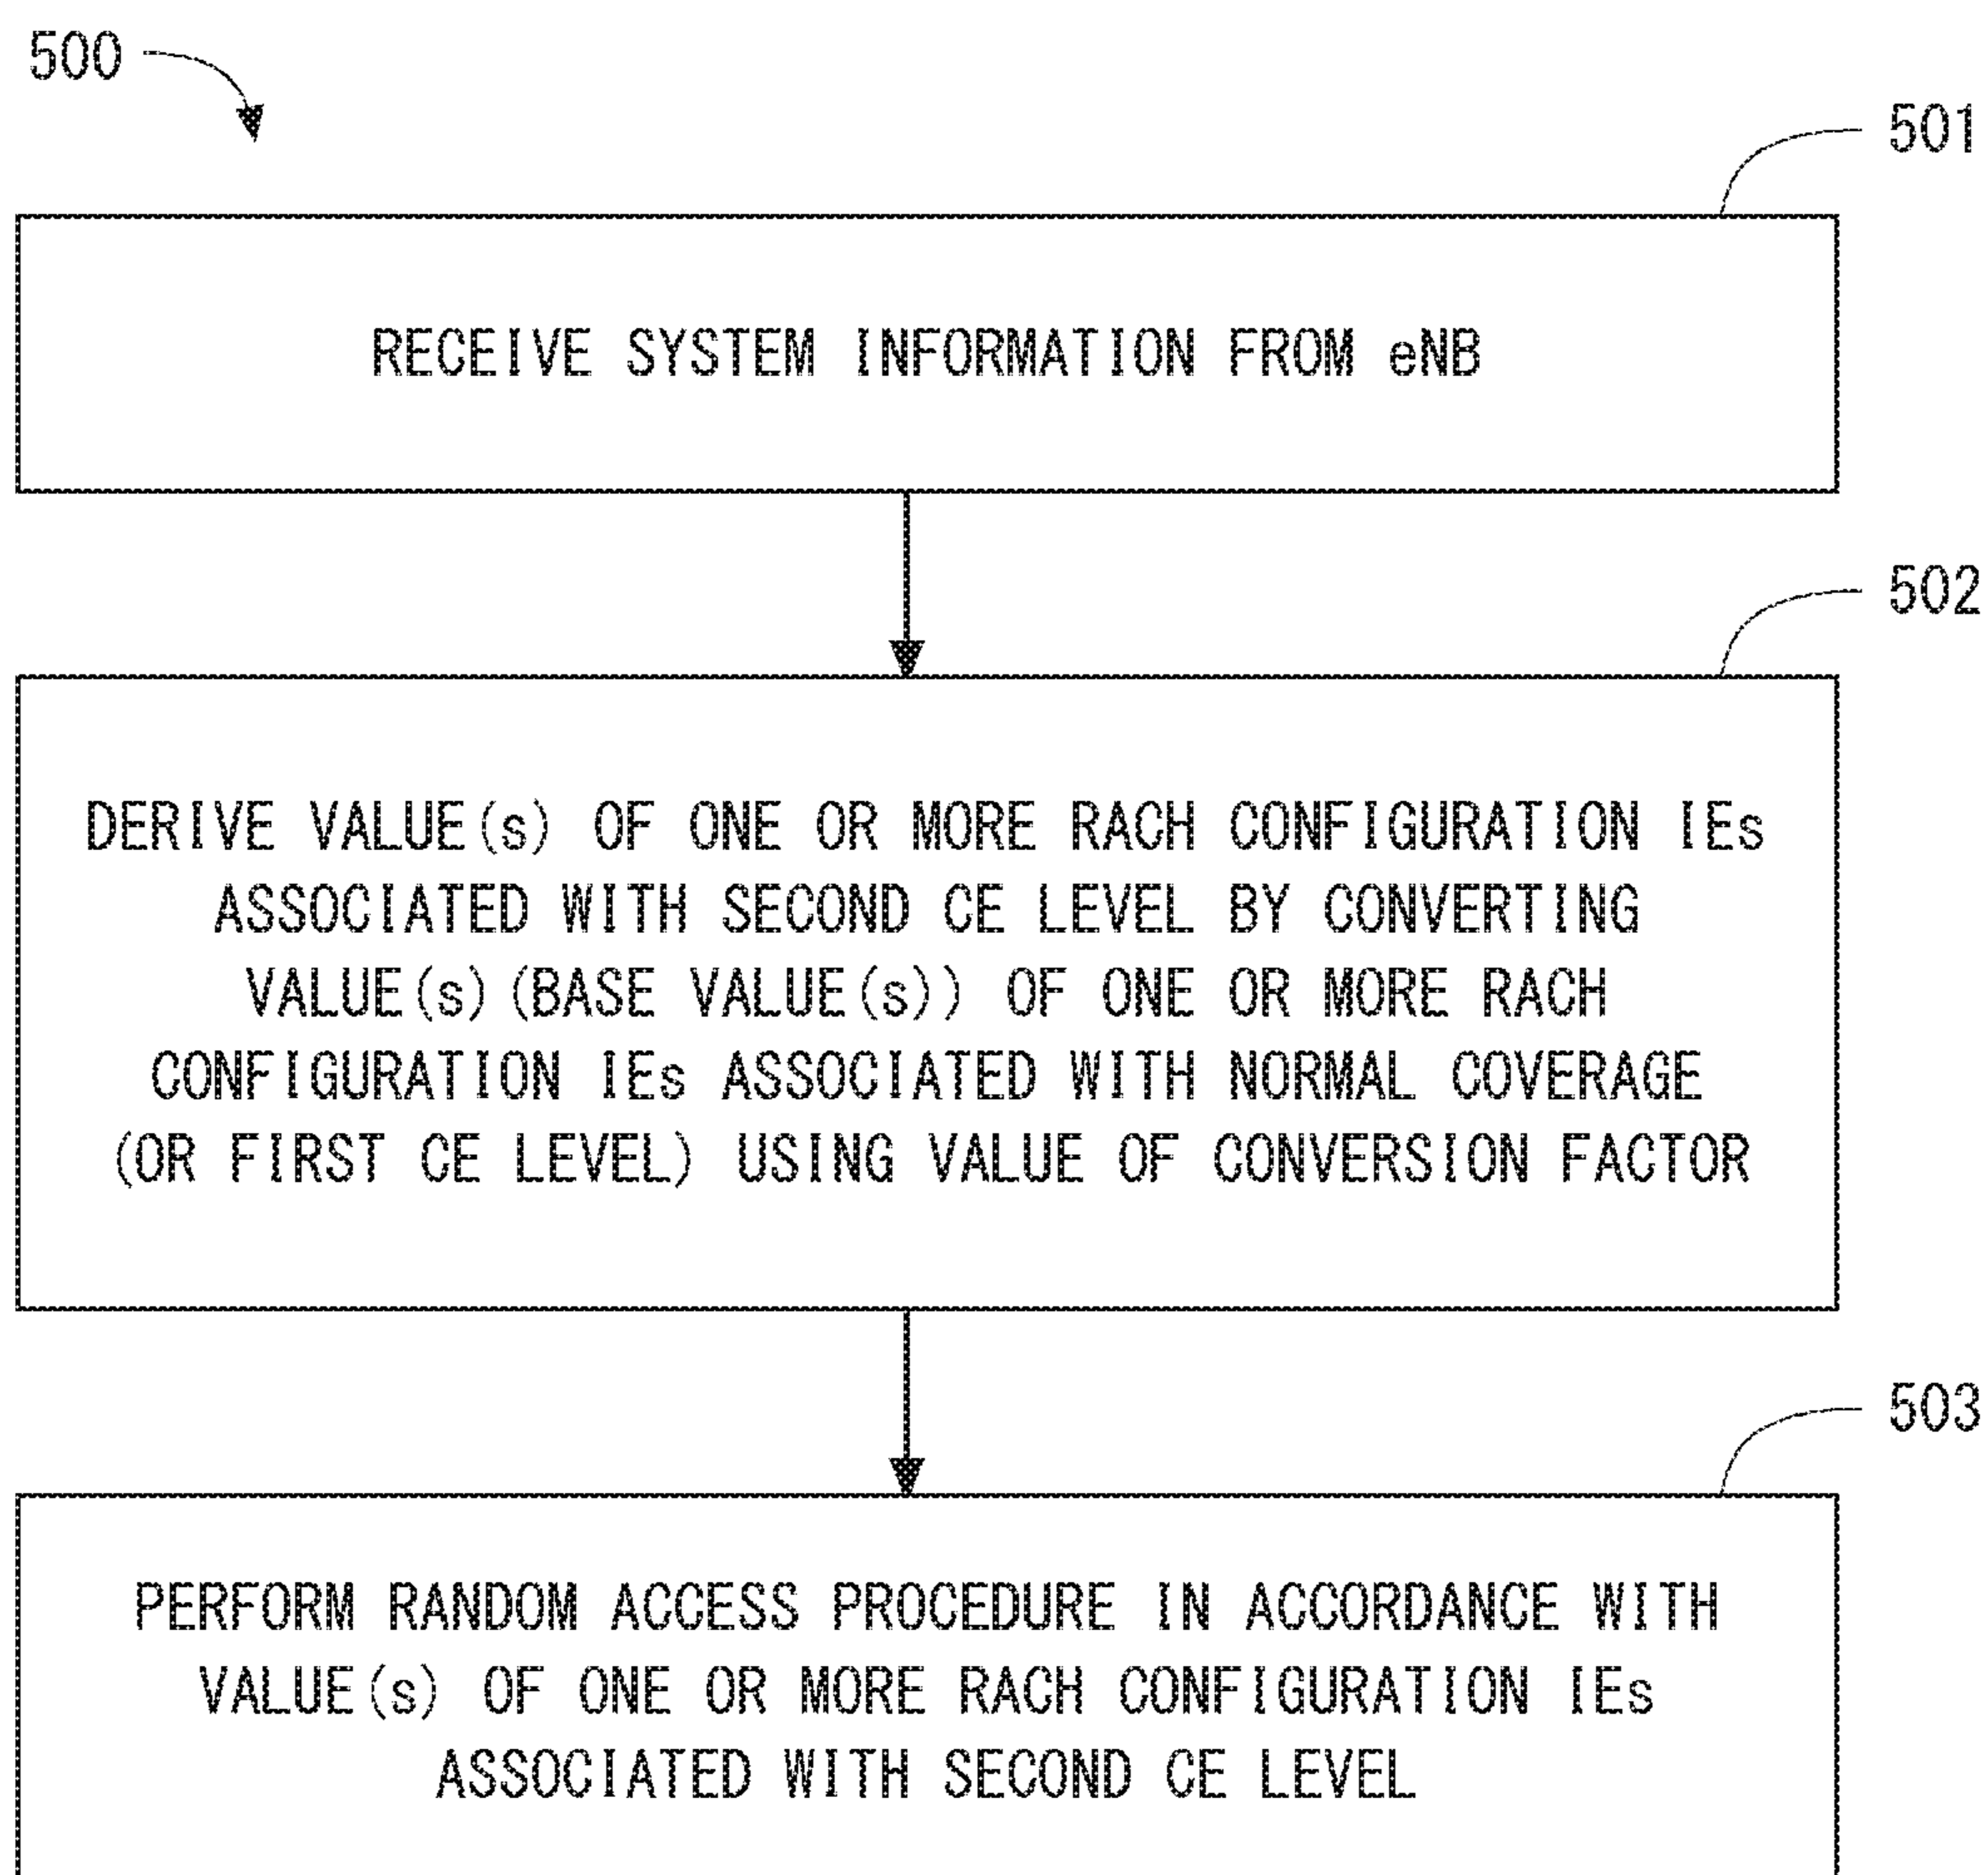 500
501
RECEIVE SYSTEM INFORMATION FROM eNB
502
DERIVE VALUE(s) OF ONE OR MORE RACH CONFIGURATION IEs
ASSOCIATED WITH SECOND CE LEVEL BY CONVERTING
VALUE(s)(BASE VALUE(s)) OF ONE OR MORE RACH
CONFIGURATION IEs ASSOCIATED WITH NORMAL COVERAGE
(OR FIRST CE LEVEL) USING VALUE OF CONVERSION FACTOR
503
PERFORM RANDOM ACCESS PROCEDURE IN ACCORDANCE WITH
VALUE(s) OF ONE OR MORE RACH CONFIGURATION IEs
ASSOCIATED WITH SECOND CE LEVEL